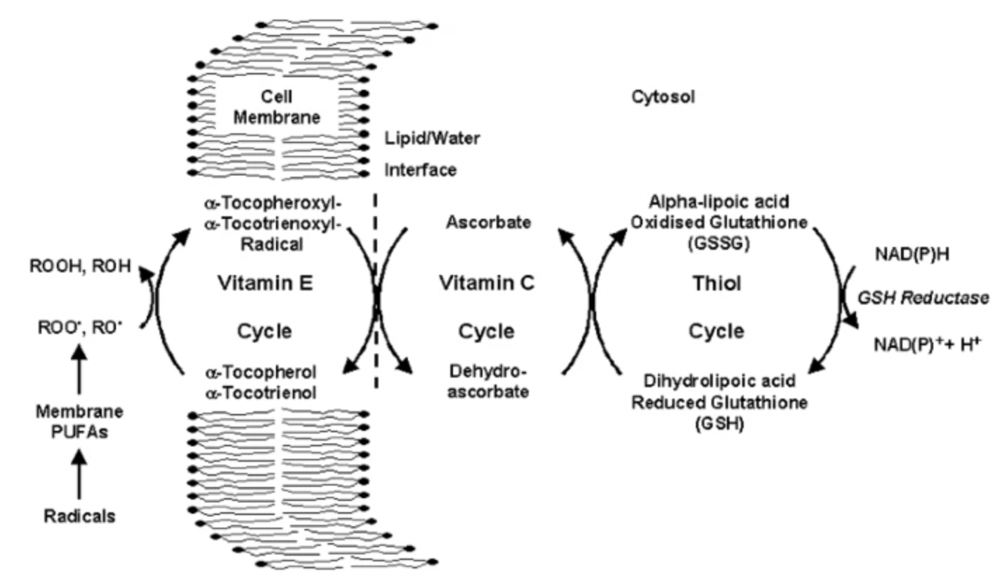 Cell
Membrane
Cytosol
Lipid/Water
Interface
α-Tocopheroxyl-
α-Tocotrienoxyl-
Radical
Ascorbate
Alpha-lipoic acid
Oxidised Glutathione
(GSSG)
ROOH, ROH
NAD(P)H
Vitamin E
Vitamin C
Thiol
GSH Reductase
ROO•, RO•
Cycle
Cycle
Cycle
NAD(P)⁺+ H⁺
α-Tocopherol
α-Tocotrienol
Dehydro-
ascorbate
Dihydrolipoic acid
Reduced Glutathione
(GSH)
Membrane
PUFAs
Radicals